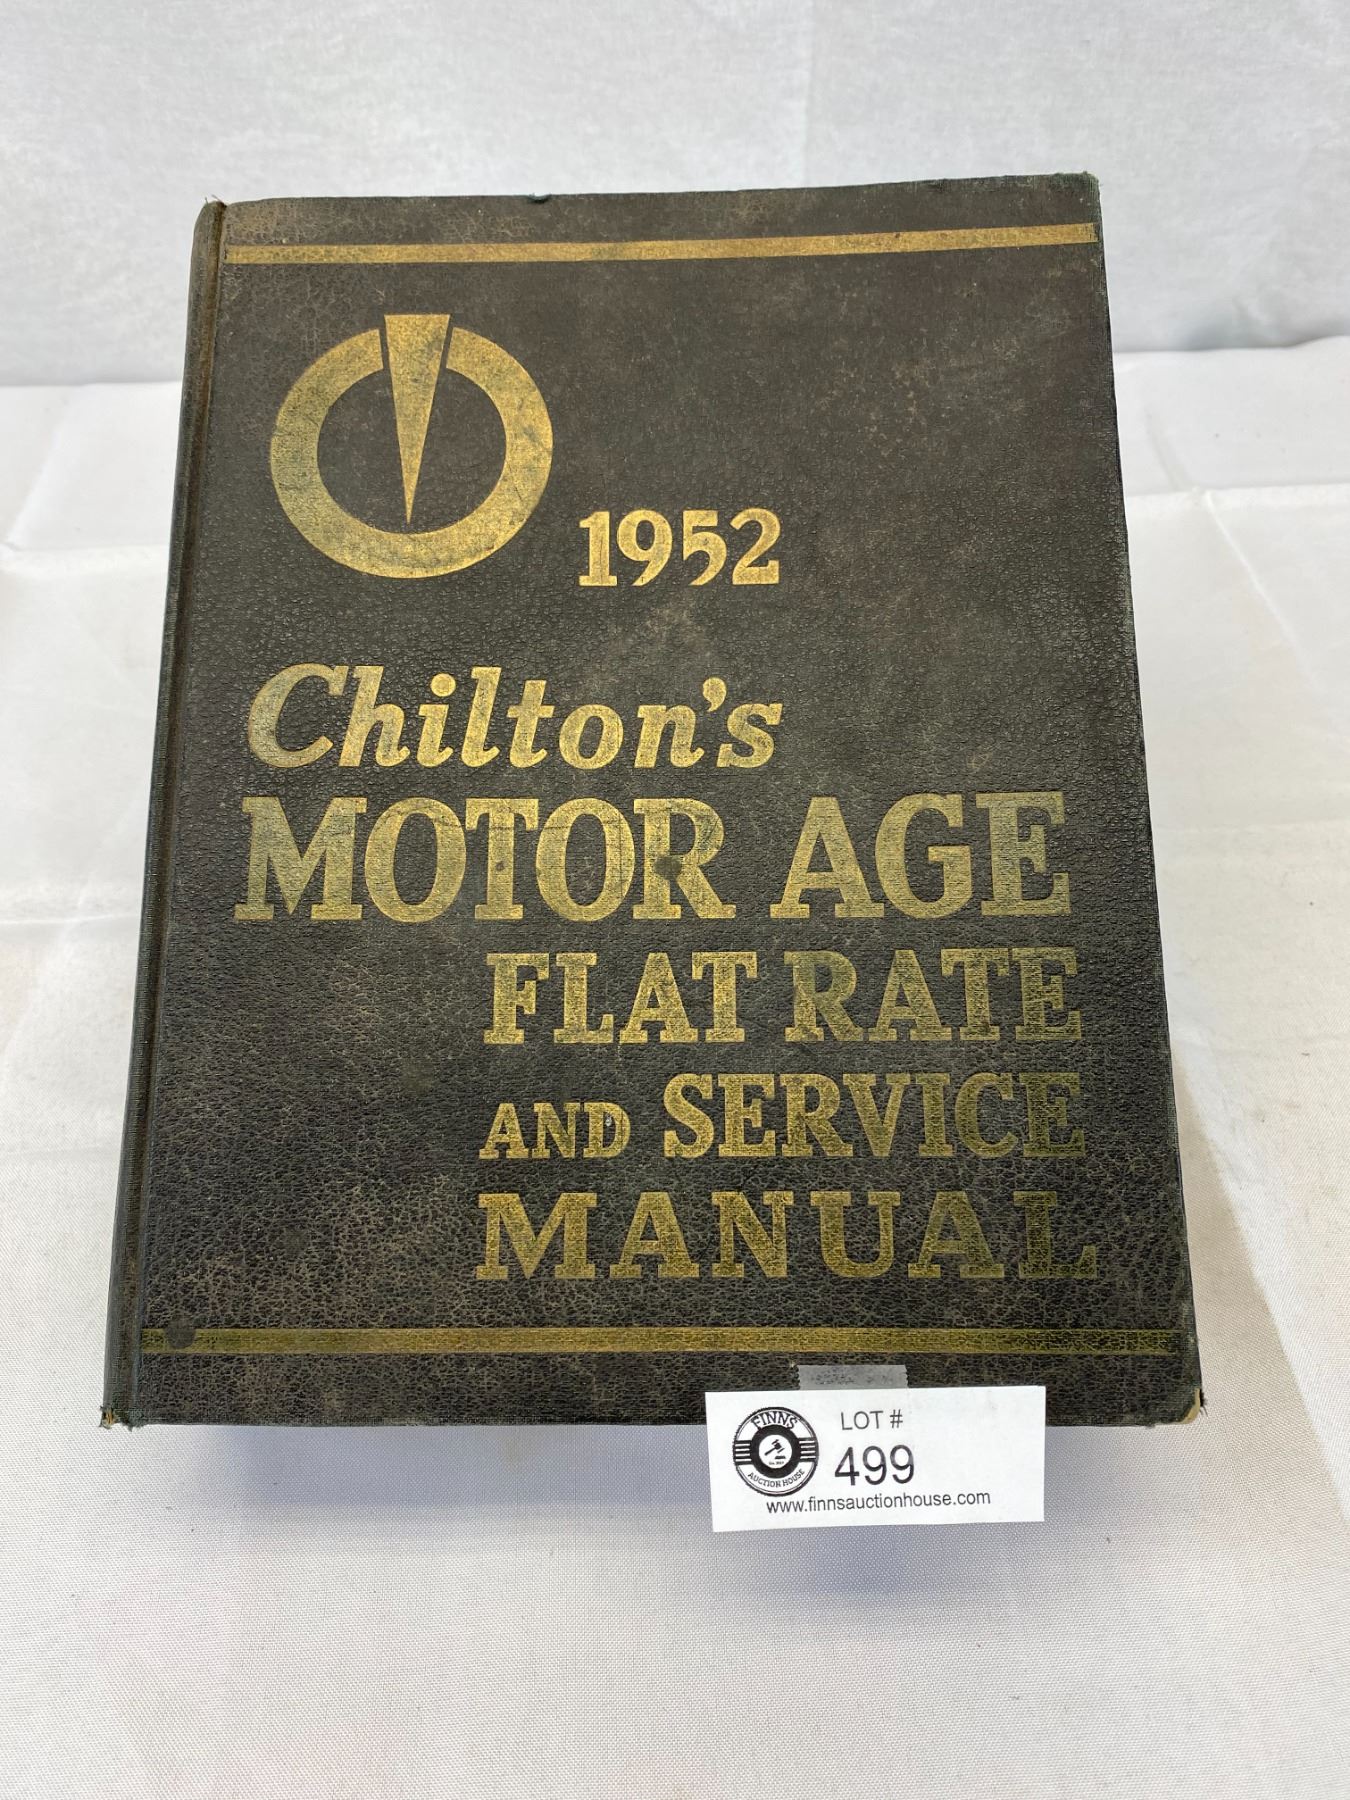 1952
Chilton's
MOTOR AGE
FLAT RATE
AND SERVICE
MANUAL
FINNS
AUCTION HOUSE
LOT #
499
www.finnsauctionhouse.com